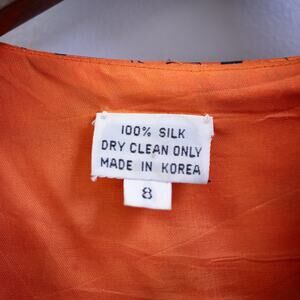 100% SILK
DRY CLEAN ONLY
MADE IN KOREA
8